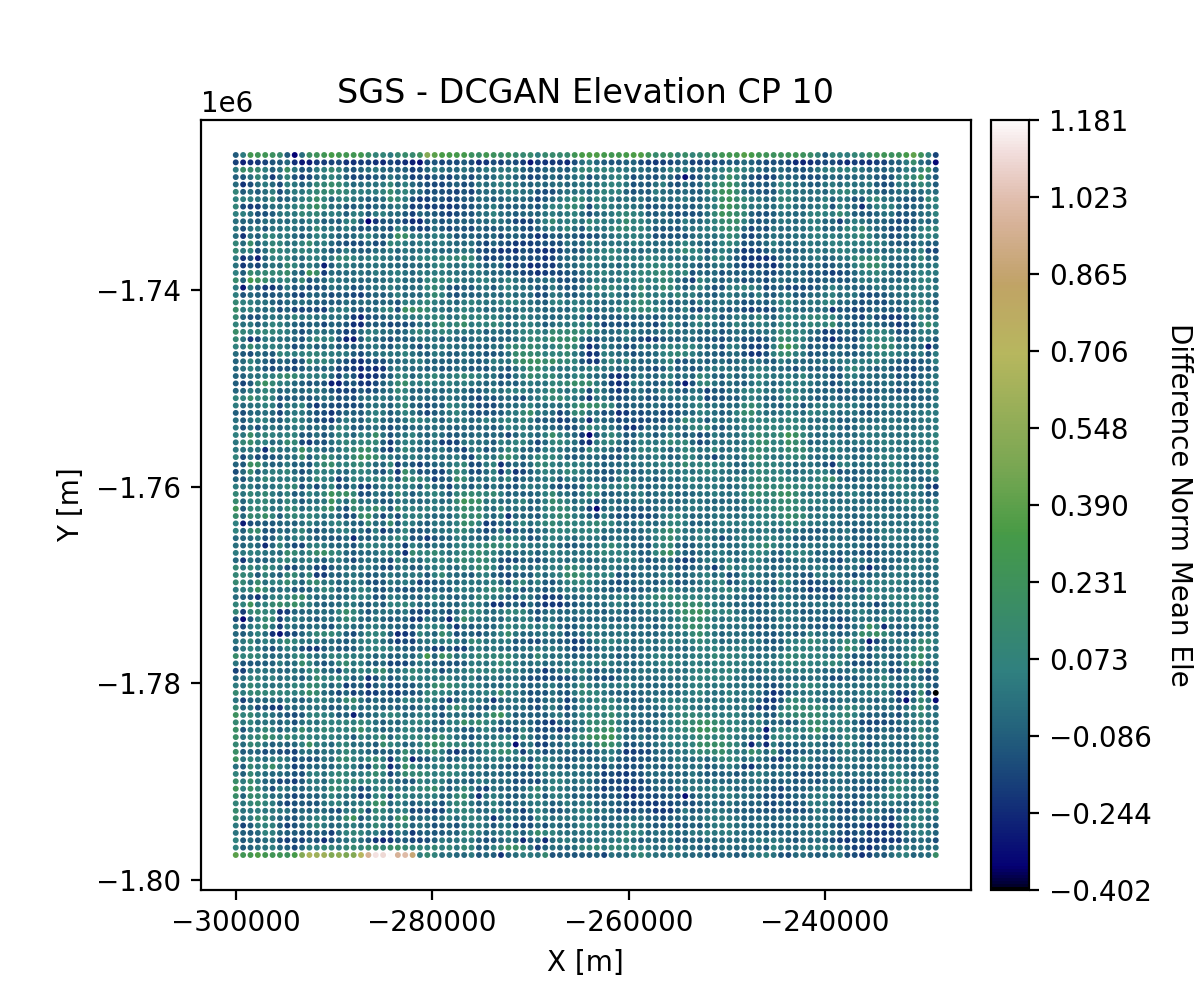 SGS - DCGAN Elevation CP 10
1e6
−1.74
−1.76
−1.78
−1.80
Y [m]
−300000 −280000 −260000 −240000
X [m]
1.181
1.023
0.865
0.706
0.548
0.390
0.231
0.073
−0.086
−0.244
−0.402
Difference Norm Mean Ele